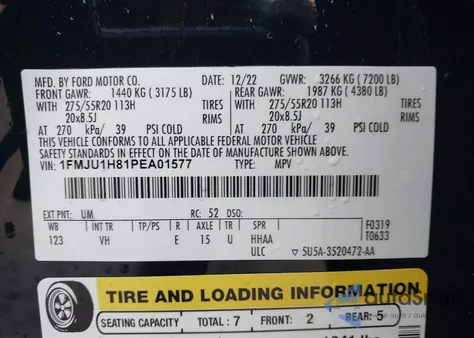 MFD. BY FORD MOTOR CO. DATE: 12/22 GVWR: 3266 KG ( 7200 LB)
FRONT GAWR: 1440 KG ( 3175 LB) REAR GAWR: 1987 KG ( 4380 LB)
WITH 275/55R20 113H TIRES WITH 275/55R20 113H TIRES
20x8.5J RIMS 20x8.5J RIMS
AT 270 kPa/ 39 PSI COLD AT 270 kPa/ 39 PSI COLD
THIS VEHICLE CONFORMS TO ALL APPLICABLE FEDERAL MOTOR VEHICLE
SAFETY STANDARDS IN EFFECT ON THE DATE OF MANUFACTURE SHOWN ABOVE.
VIN: 1FMJU1H81PEA01577 TYPE: MPV
EXT PNT: UM RC: 52 DSO: F0319
WB INT TR TP/PS R AXLE TR SPR T0633
123 VH E 15 U HHAA
ULC 5U5A-3520472-AA
TIRE AND LOADING INFORMATION
SEATING CAPACITY TOTAL: 7 FRONT: 2 REAR: 5